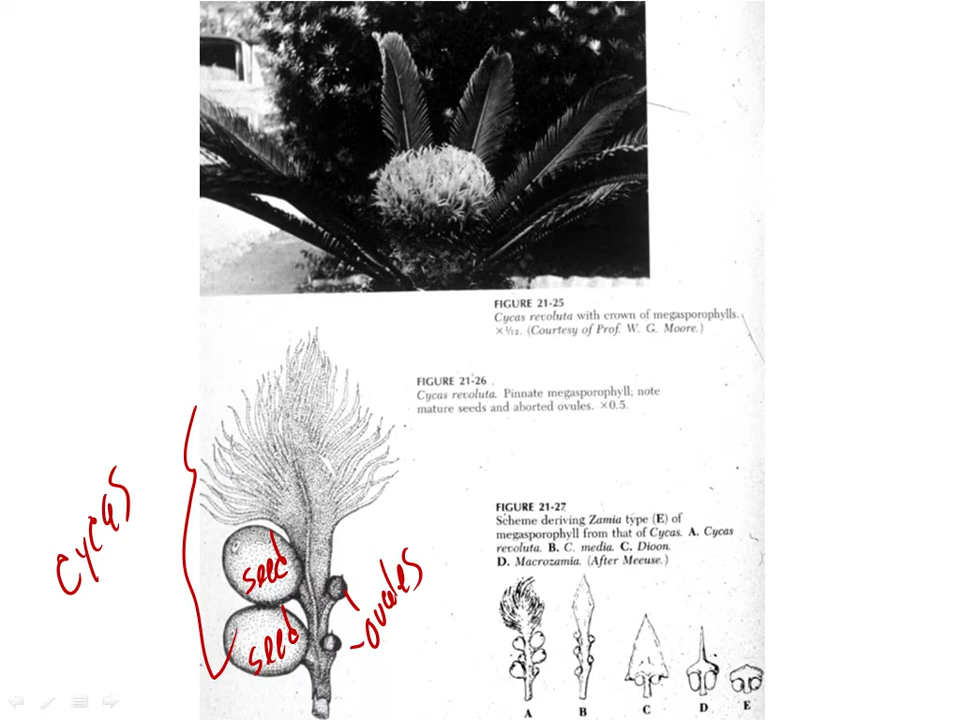 FIGURE 21-25
Cycas revoluta with crown of megasporophylls.
×1/12. (Courtesy of Prof. W. G. Moore.)
FIGURE 21-26
Cycas revoluta. Pinnate megasporophyll; note
mature seeds and aborted ovules. ×0.5.
cycas
seed
seed
ovules
FIGURE 21-27
Scheme deriving Zamia type (E) of
megasporophyll from that of Cycas. A. Cycas
revoluta. B. C. media. C. Dioon.
D. Macrozamia. (After Meeuse.)
A B C D E